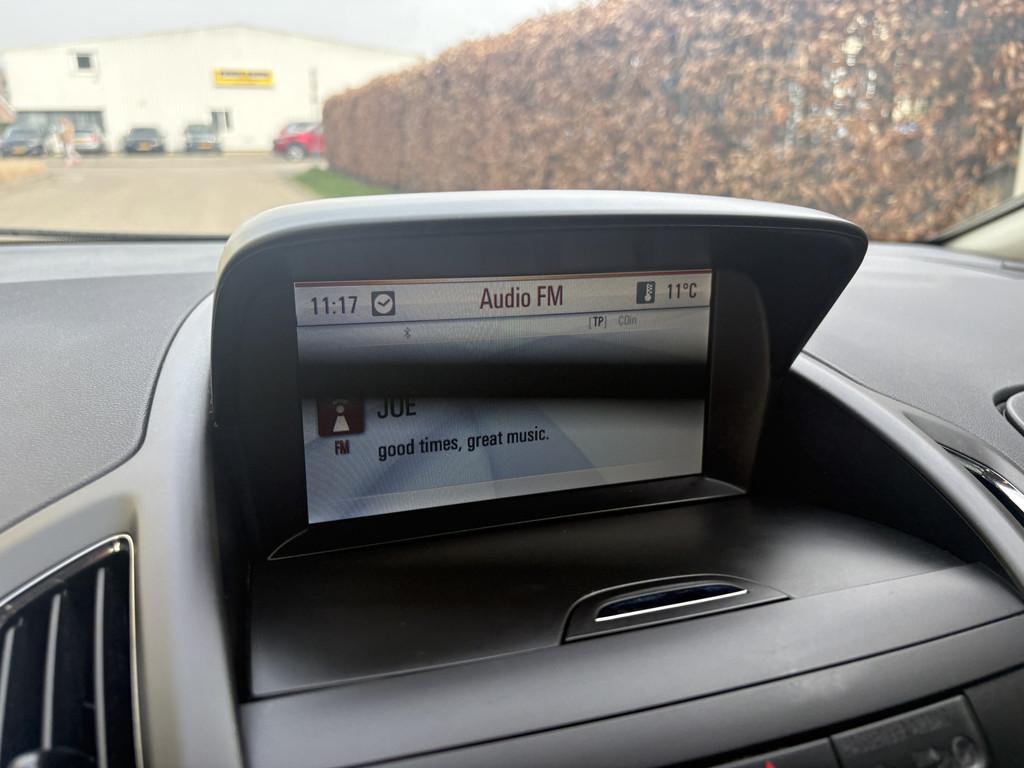 11:17 Audio FM 11°C
[TP] CDin
JOE
FM good times, great music.